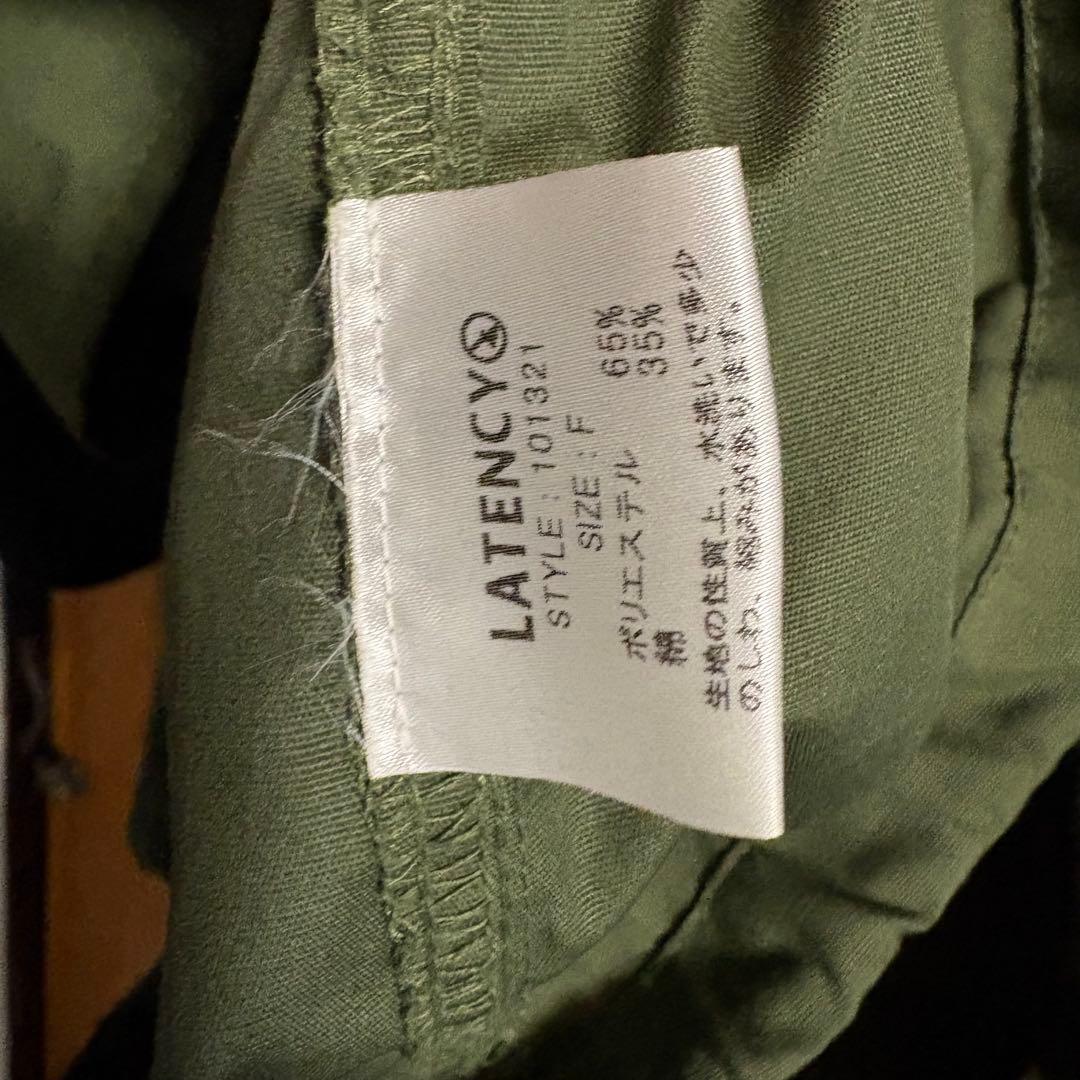 LATENCY
STYLE : 101321
SIZE : F
ポリエステル 65%
綿 35%
生地の性質上、水洗いで多少
のしわ、縮みがあります。